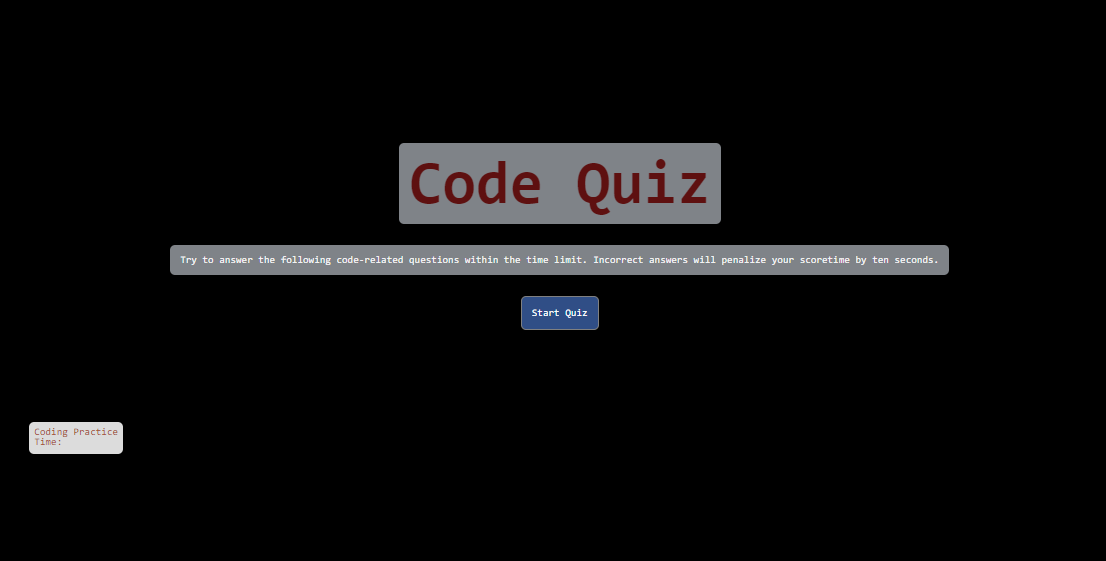 Code Quiz
Try to answer the following code-related questions within the time limit. Incorrect answers will penalize your scoretime by ten seconds.
Start Quiz
Coding Practice
Time: